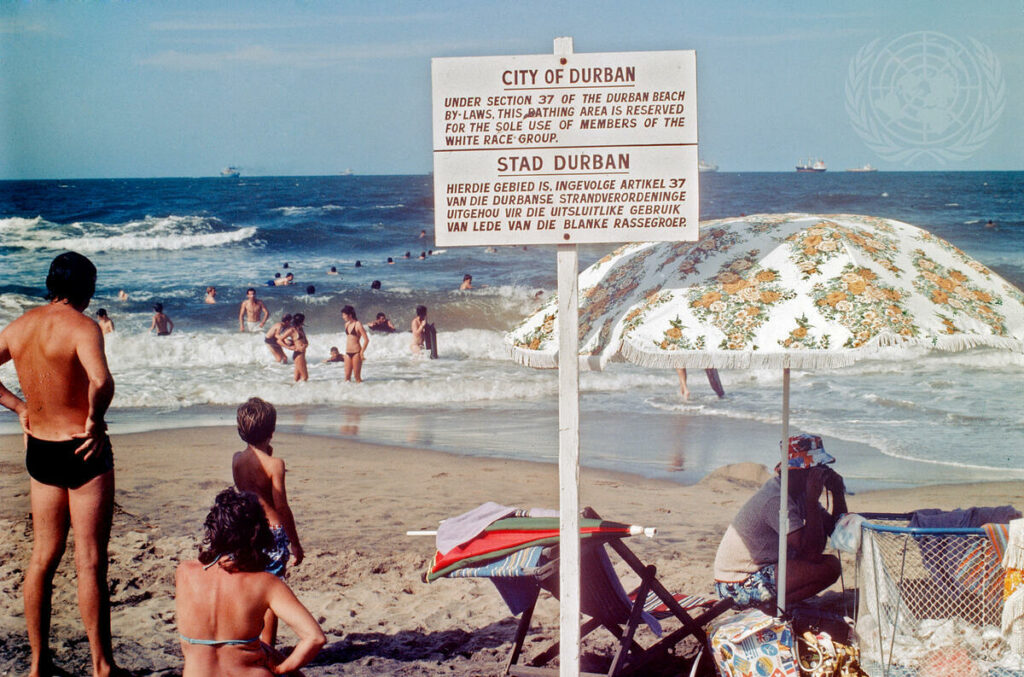 CITY OF DURBAN
UNDER SECTION 37 OF THE DURBAN BEACH
BY-LAWS, THIS BATHING AREA IS RESERVED
FOR THE SOLE USE OF MEMBERS OF THE
WHITE RACE GROUP.
STAD DURBAN
HIERDIE GEBIED IS, INGEVOLGE ARTIKEL 37
VAN DIE DURBANSE STRANDVERORDENINGE
UITGEHOU VIR DIE UITSLUITLIKE GEBRUIK
VAN LEDE VAN DIE BLANKE RASSEGROEP.